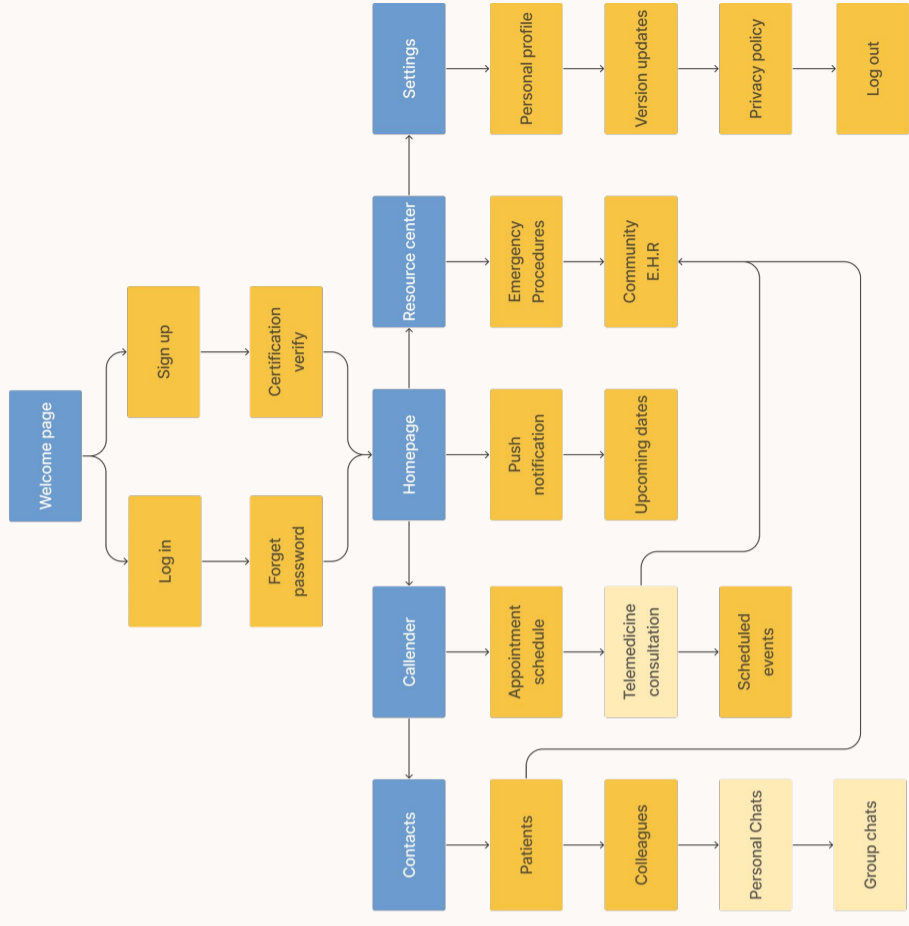 Welcome page
Log in
Sign up
Forget
password
Certification
verify
Contacts
Callender
Homepage
Resource center
Settings
Patients
Appointment
schedule
Push
notification
Emergency
Procedures
Personal profile
Colleagues
Telemedicine
consultation
Upcoming dates
Community
E.H.R
Version updates
Personal Chats
Scheduled
events
Privacy policy
Group chats
Log out